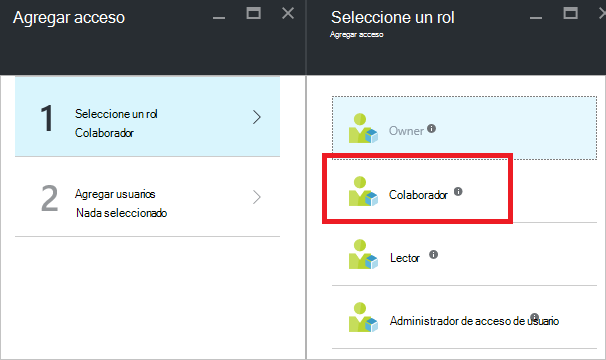 Agregar acceso
1
Seleccione un rol
Colaborador
2
Agregar usuarios
Nada seleccionado
Seleccione un rol
Agregar acceso
Owner
Colaborador
Lector
Administrador de acceso de usuario